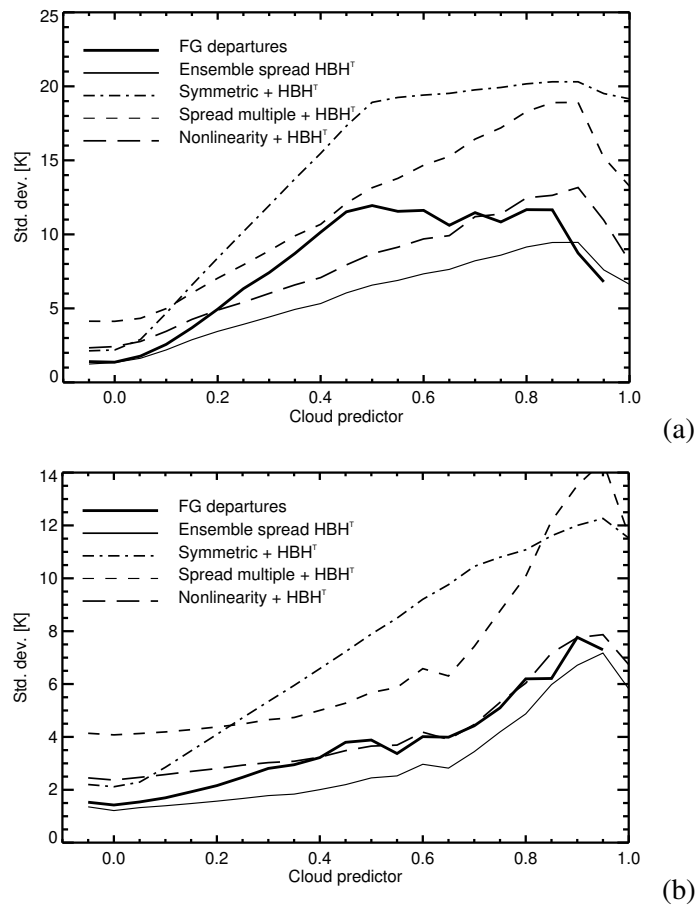 25
20
15
10
5
0
Std. dev. [K]
FG departures
Ensemble spread HBHᵀ
Symmetric + HBHᵀ
Spread multiple + HBHᵀ
Nonlinearity + HBHᵀ
0.0 0.2 0.4 0.6 0.8 1.0
Cloud predictor
(a)
14
12
10
8
6
4
2
0
Std. dev. [K]
FG departures
Ensemble spread HBHᵀ
Symmetric + HBHᵀ
Spread multiple + HBHᵀ
Nonlinearity + HBHᵀ
0.0 0.2 0.4 0.6 0.8 1.0
Cloud predictor
(b)